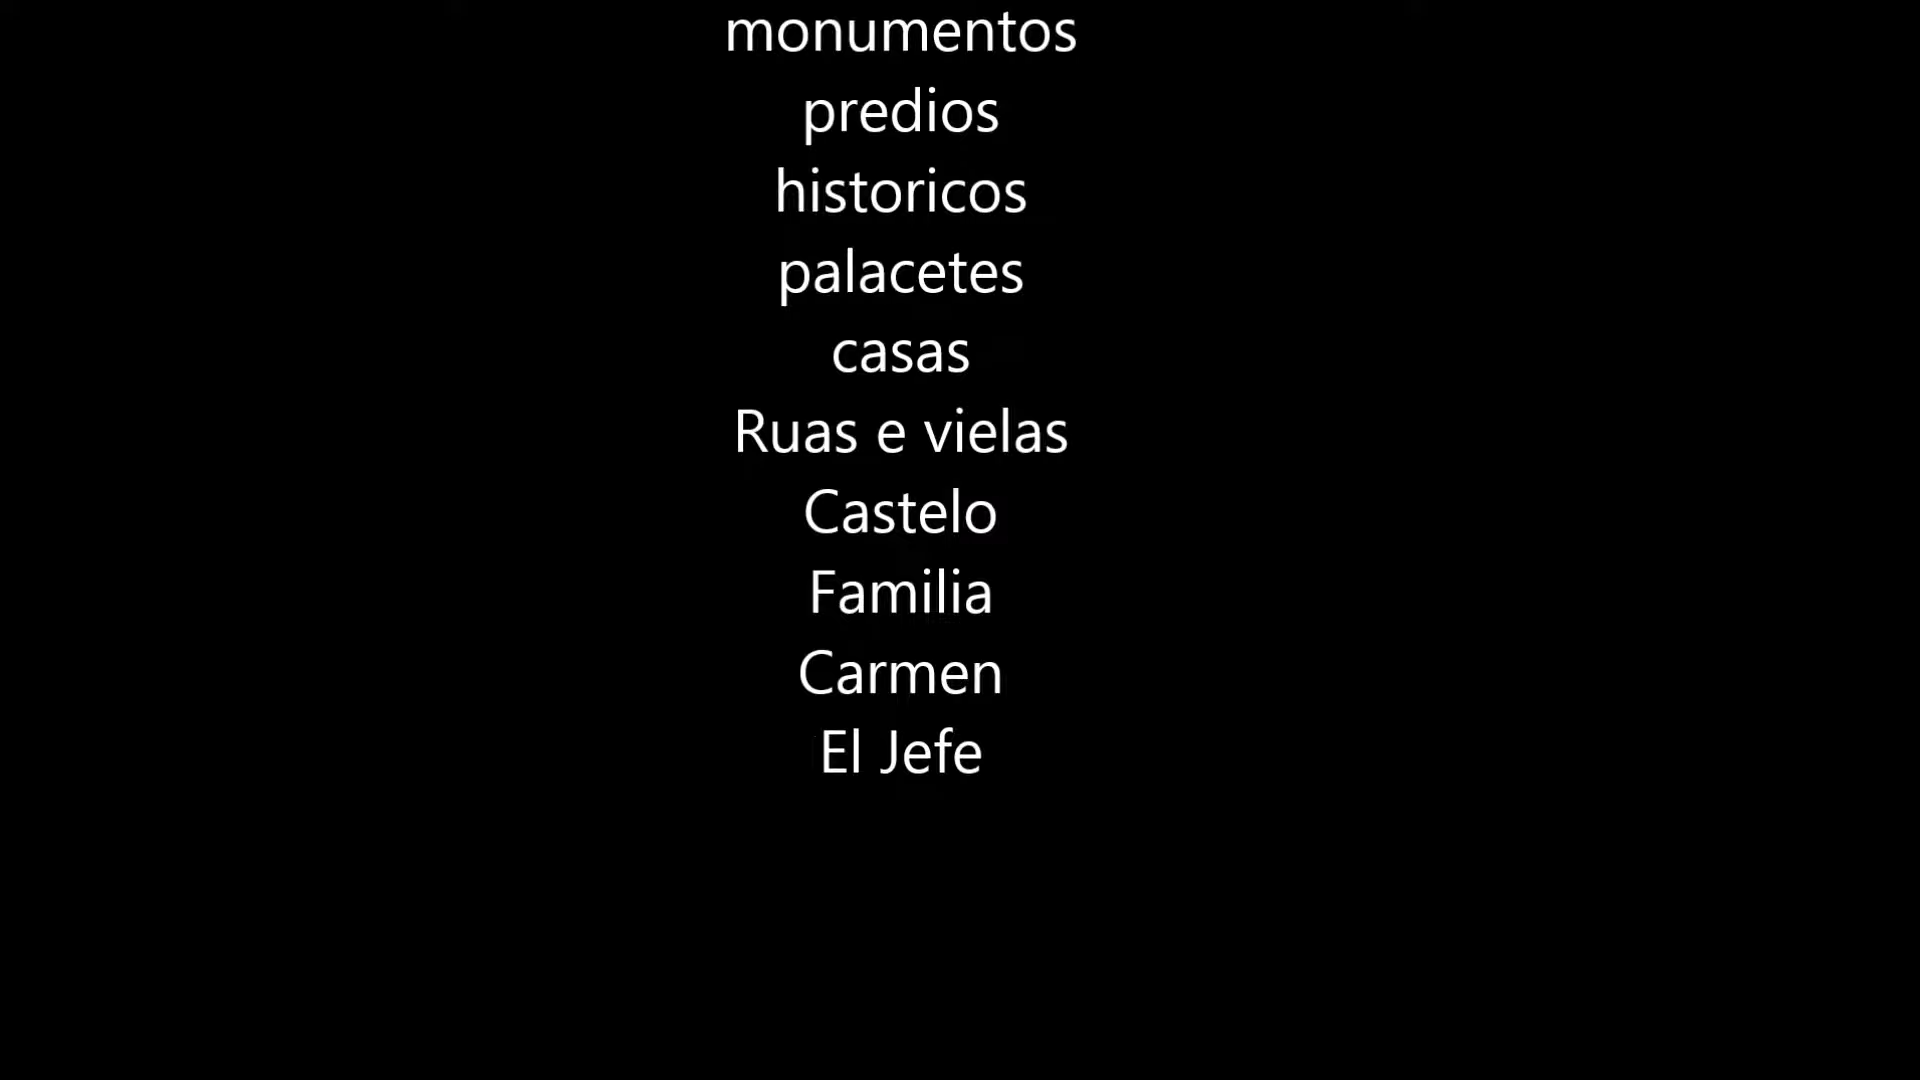 monumentos
predios
historicos
palacetes
casas
Ruas e vielas
Castelo
Familia
Carmen
El Jefe